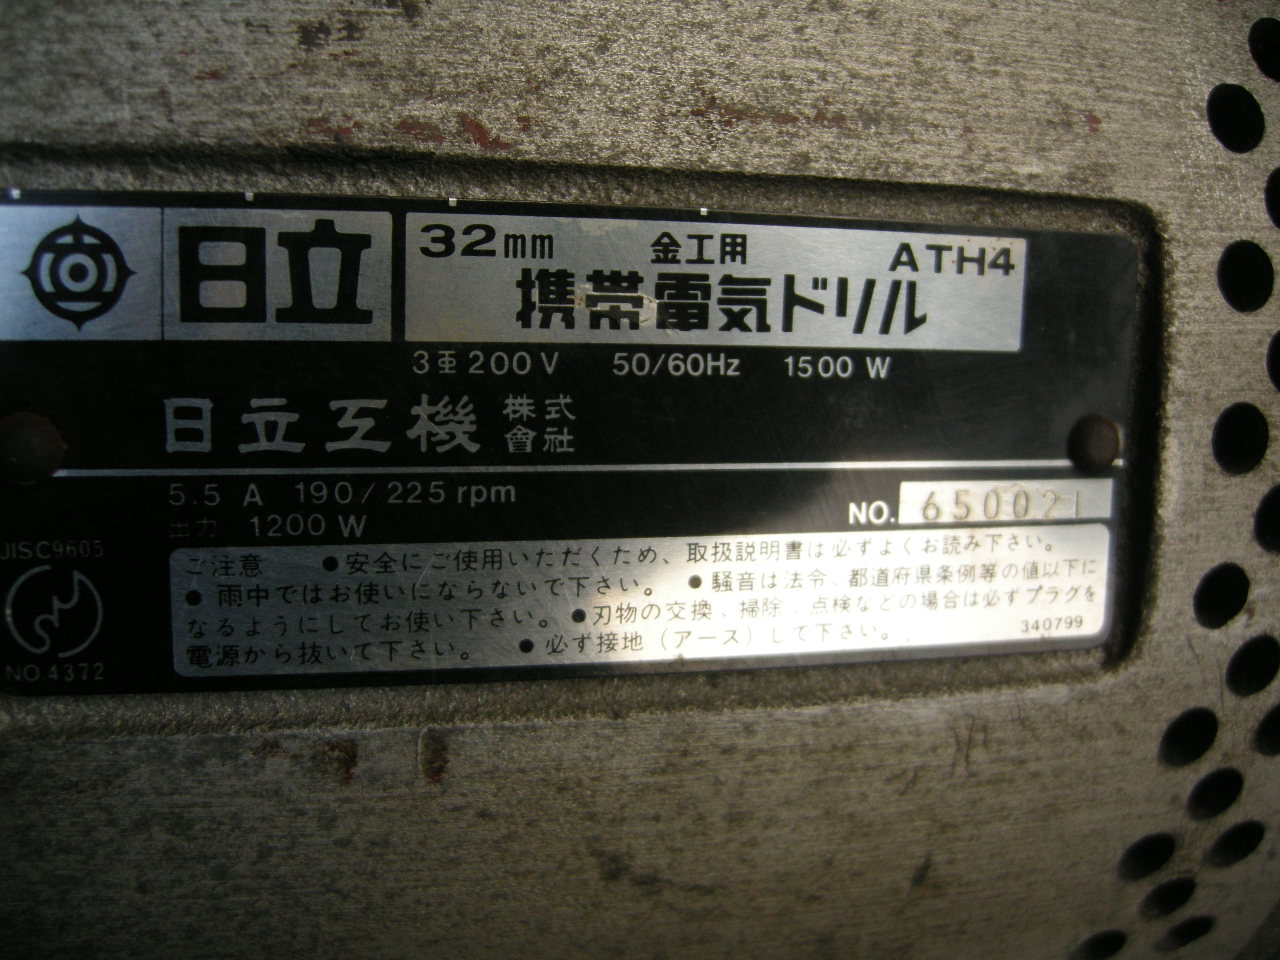 日立
32mm 金工用 ATH4
携帯電気ドリル
3重200V 50/60Hz 1500W
日立工機 株式會社
5.5 A 190/225 rpm
出力 1200 W
NO. 650021
JISC9605
NO.4372
ご注意 ●安全にご使用いただくため、取扱説明書は必ずよくお読み下さい。
●雨中ではお使いにならないで下さい。 ●騒音は法令、都道府県条例等の値以下に
なるようにしてお使い下さい。 ●刃物の交換、掃除、点検などの場合は必ずプラグを
電源から抜いて下さい。 ●必ず接地（アース）して下さい。
340799